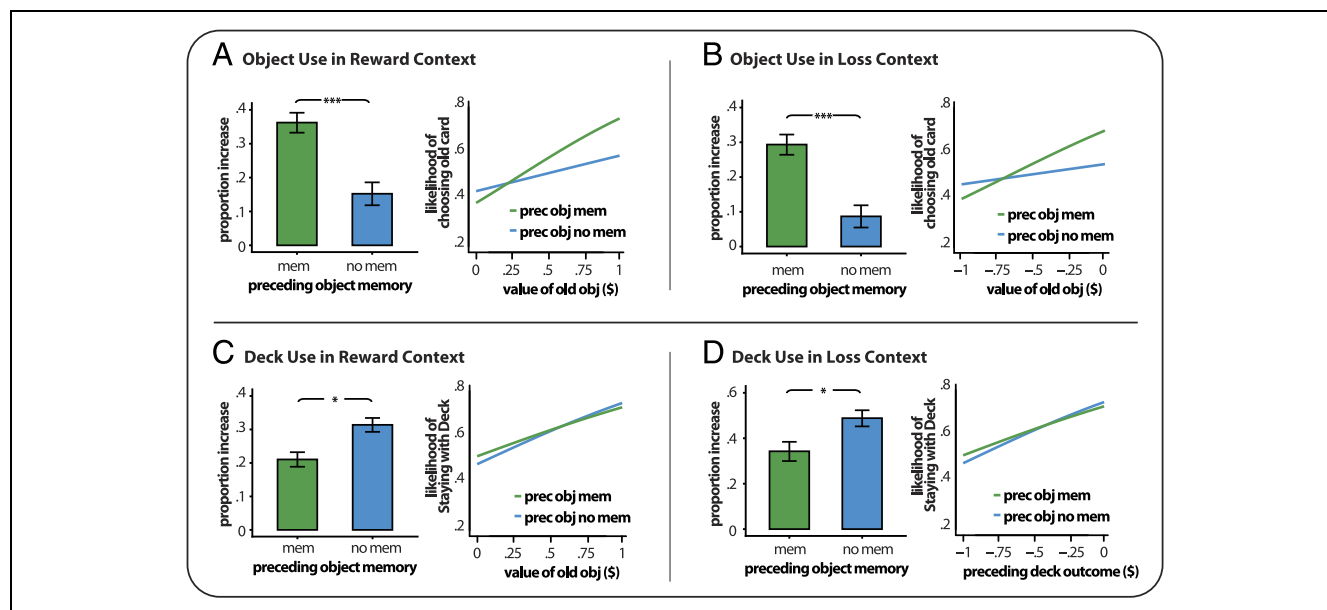 A Object Use in Reward Context
proportion increase
.4
.3
.2
.1
0
***
mem no mem
preceding object memory
likelihood of
choosing old card
.8
.6
.4
.2
prec obj mem
prec obj no mem
0 .25 .5 .75 1
value of old obj ($)
B Object Use in Loss Context
proportion increase
.4
.3
.2
.1
0
***
mem no mem
preceding object memory
likelihood of
choosing old card
.8
.6
.4
.2
prec obj mem
prec obj no mem
−1 −.75 −.5 −.25 0
value of old obj ($)
C Deck Use in Reward Context
proportion increase
.4
.3
.2
.1
0
*
mem no mem
preceding object memory
likelihood of
Staying with Deck
.8
.6
.4
.2
prec obj mem
prec obj no mem
0 .25 .5 .75 1
value of old obj ($)
D Deck Use in Loss Context
proportion increase
.6
.4
.2
0
*
mem no mem
preceding object memory
likelihood of
Staying with Deck
.8
.6
.4
.2
prec obj mem
prec obj no mem
−1 −.75 −.5 −.25 0
preceding deck outcome ($)